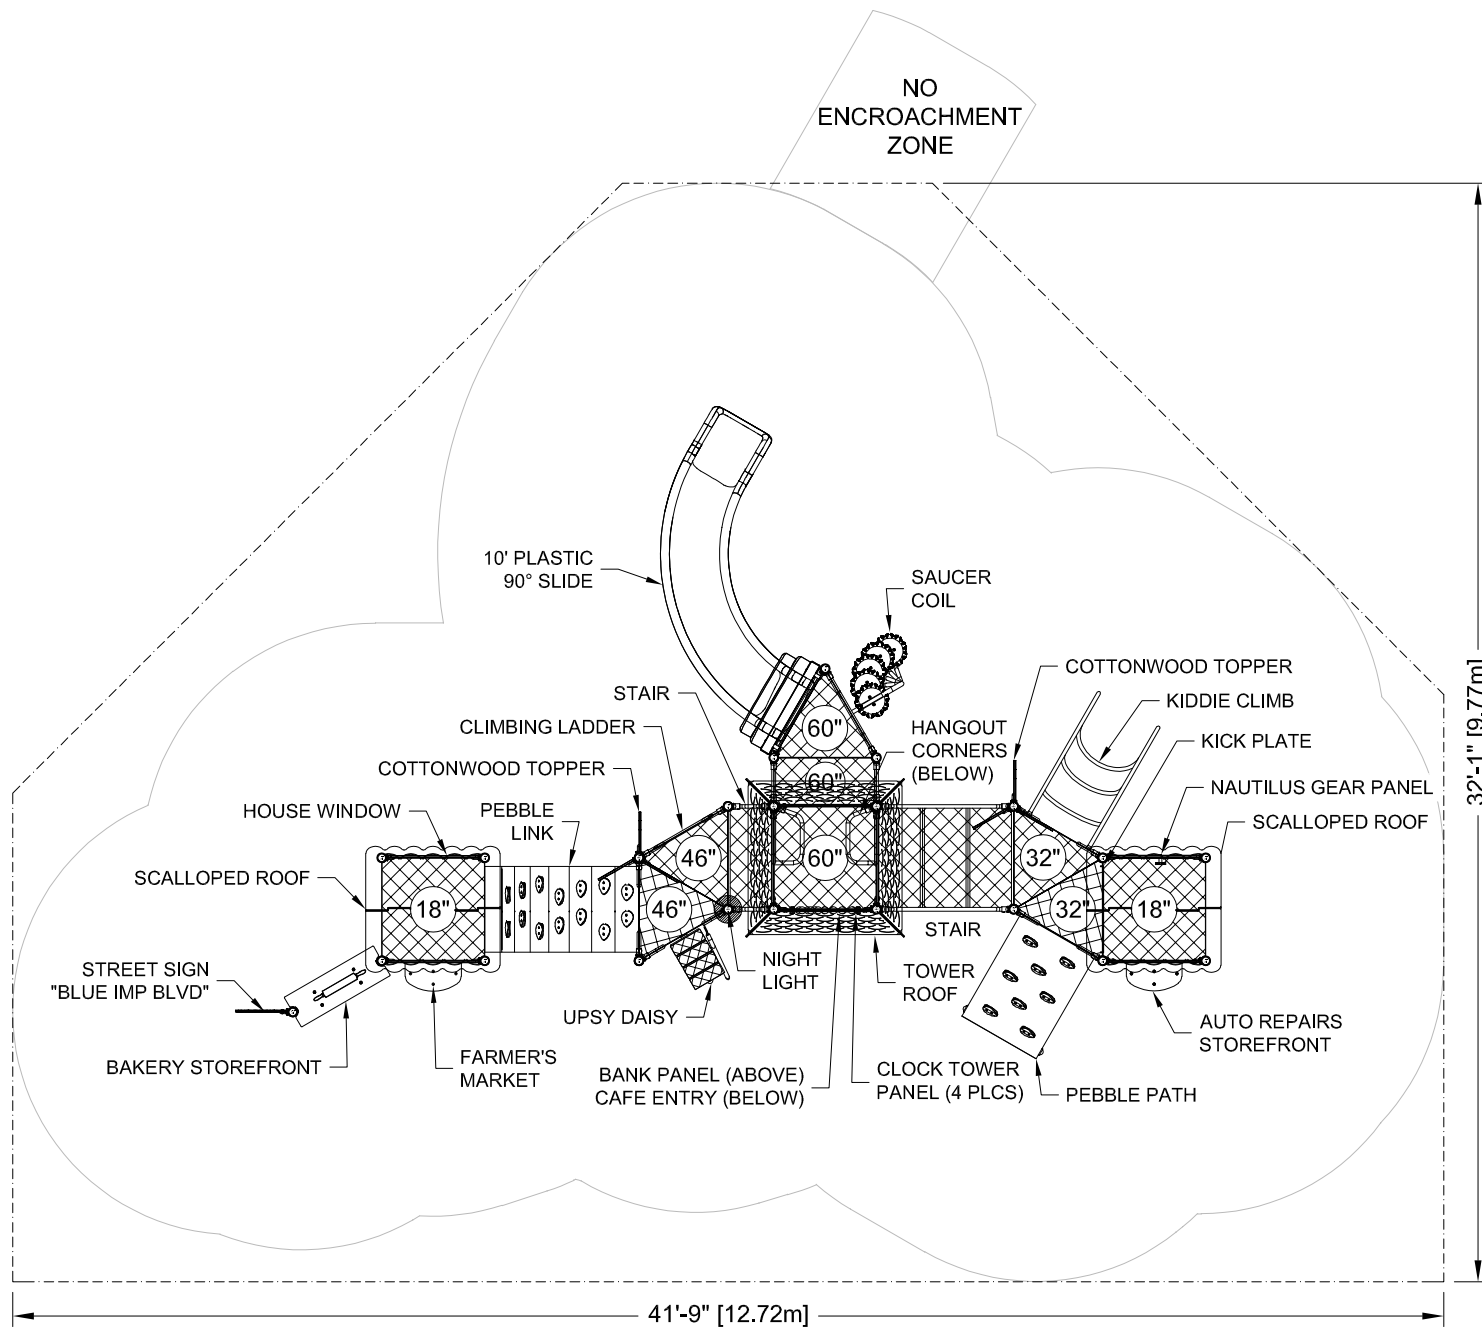 NO
ENCROACHMENT
ZONE
10' PLASTIC
90° SLIDE
SAUCER
COIL
COTTONWOOD TOPPER
STAIR
KIDDIE CLIMB
CLIMBING LADDER
60"
HANGOUT
CORNERS
(BELOW)
KICK PLATE
COTTONWOOD TOPPER
60"
NAUTILUS GEAR PANEL
HOUSE WINDOW
PEBBLE
LINK
SCALLOPED ROOF
46"
60"
32"
SCALLOPED ROOF
18"
46"
32"
18"
STAIR
STREET SIGN
"BLUE IMP BLVD"
NIGHT
LIGHT
TOWER
ROOF
UPSY DAISY
AUTO REPAIRS
STOREFRONT
BAKERY STOREFRONT
FARMER'S
MARKET
BANK PANEL (ABOVE)
CAFE ENTRY (BELOW)
CLOCK TOWER
PANEL (4 PLCS)
PEBBLE PATH
32'-1" [9.77m]
41'-9" [12.72m]